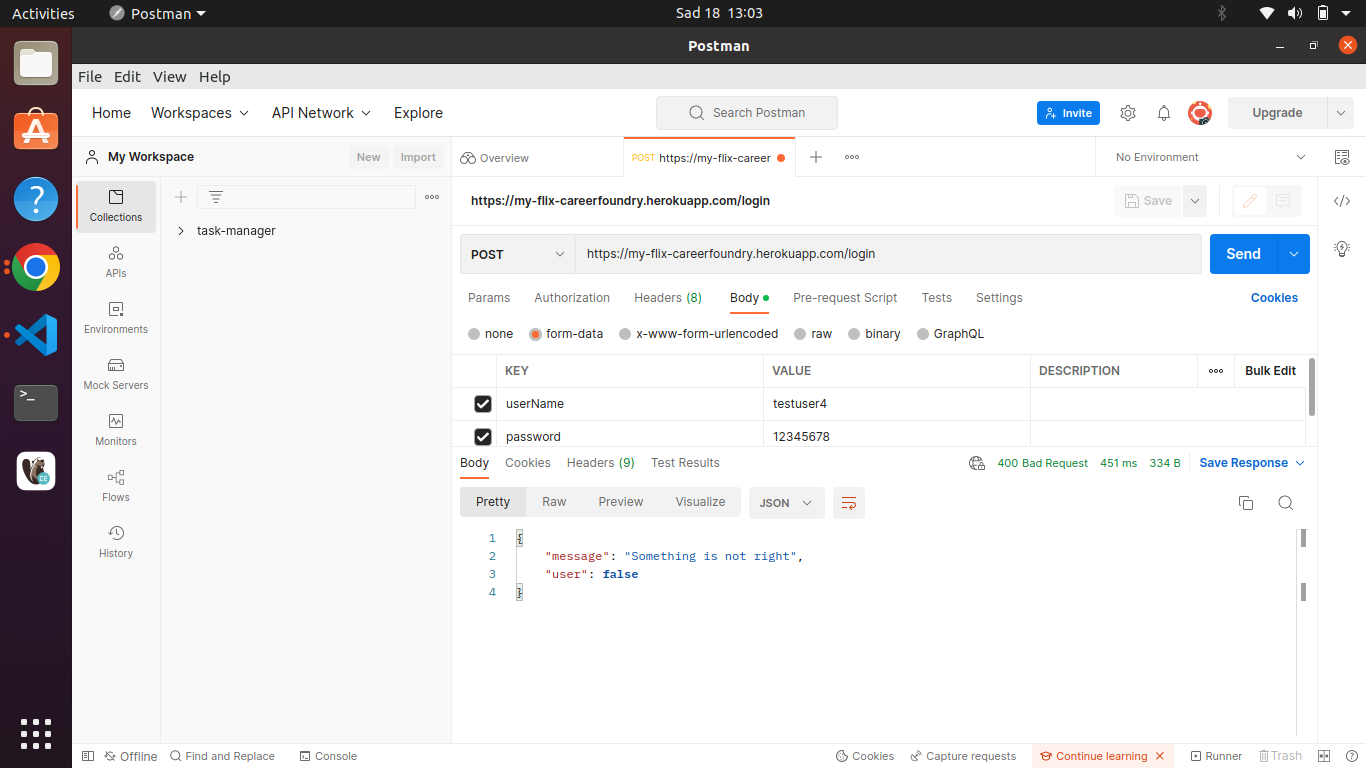 Activities Postman Sad 18 13:03
Postman
File Edit View Help
Home Workspaces API Network Explore Search Postman Invite Upgrade
My Workspace New Import Overview POST https://my-flix-career No Environment
Collections
task-manager
APIs
Environments
Mock Servers
Monitors
Flows
History
https://my-flix-careerfoundry.herokuapp.com/login Save
POST https://my-flix-careerfoundry.herokuapp.com/login Send
Params Authorization Headers (8) Body Pre-request Script Tests Settings Cookies
none form-data x-www-form-urlencoded raw binary GraphQL
KEY VALUE DESCRIPTION Bulk Edit
userName testuser4
password 12345678
Body Cookies Headers (9) Test Results 400 Bad Request 451 ms 334 B Save Response
Pretty Raw Preview Visualize JSON
1 {
2 "message": "Something is not right",
3 "user": false
4 }
Offline Find and Replace Console Cookies Capture requests Continue learning Runner Trash